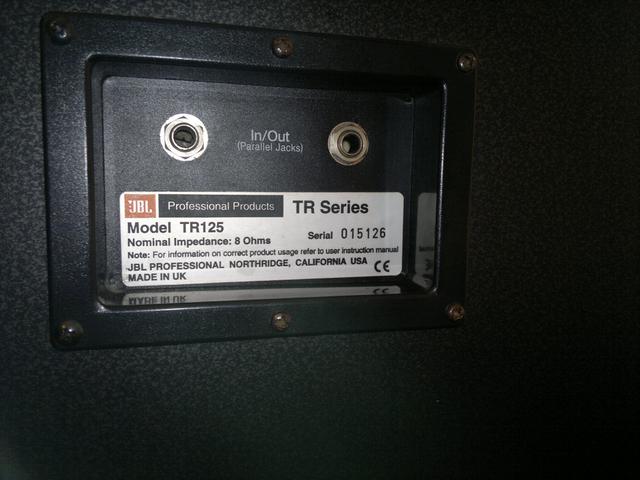 In/Out
(Parallel Jacks)
JBL Professional Products TR Series
Model TR125
Serial 015126
Nominal Impedance: 8 Ohms
Note: For information on correct product usage refer to user instruction manual
JBL PROFESSIONAL NORTHRIDGE, CALIFORNIA USA
MADE IN UK CE